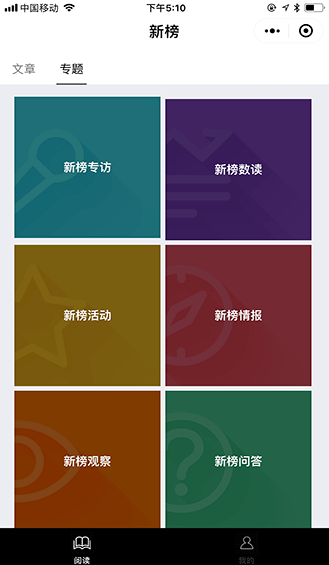 中国移动 下午5:10
新榜
文章 专题
新榜专访 新榜数读
新榜活动 新榜情报
新榜观察 新榜问答
阅读 我的